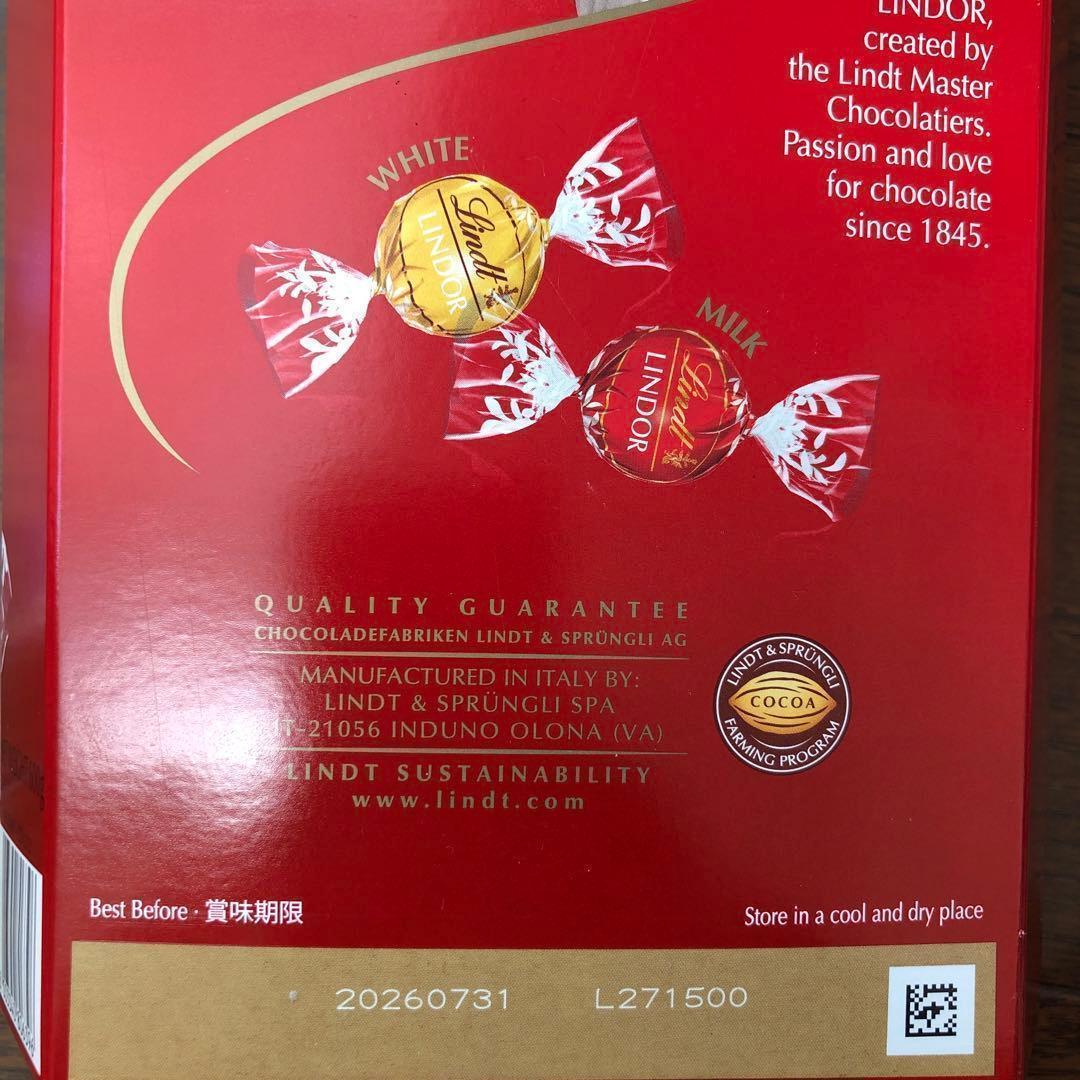 LINDOR,
created by
the Lindt Master
Chocolatiers.
Passion and love
for chocolate
since 1845.
WHITE
Lindt
LINDOR
MILK
Lindt
LINDOR
QUALITY GUARANTEE
CHOCOLADEFABRIKEN LINDT & SPRÜNGLI AG
MANUFACTURED IN ITALY BY:
LINDT & SPRÜNGLI SPA
IT-21056 INDUNO OLONA (VA)
LINDT SUSTAINABILITY
www.lindt.com
LINDT & SPRÜNGLI
COCOA
FARMING PROGRAM
Best Before · 賞味期限
Store in a cool and dry place
20260731 L271500